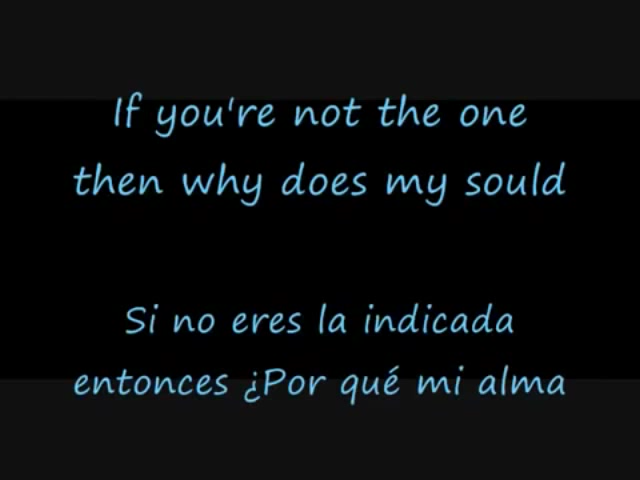 If you're not the one
then why does my sould
Si no eres la indicada
entonces ¿Por qué mi alma